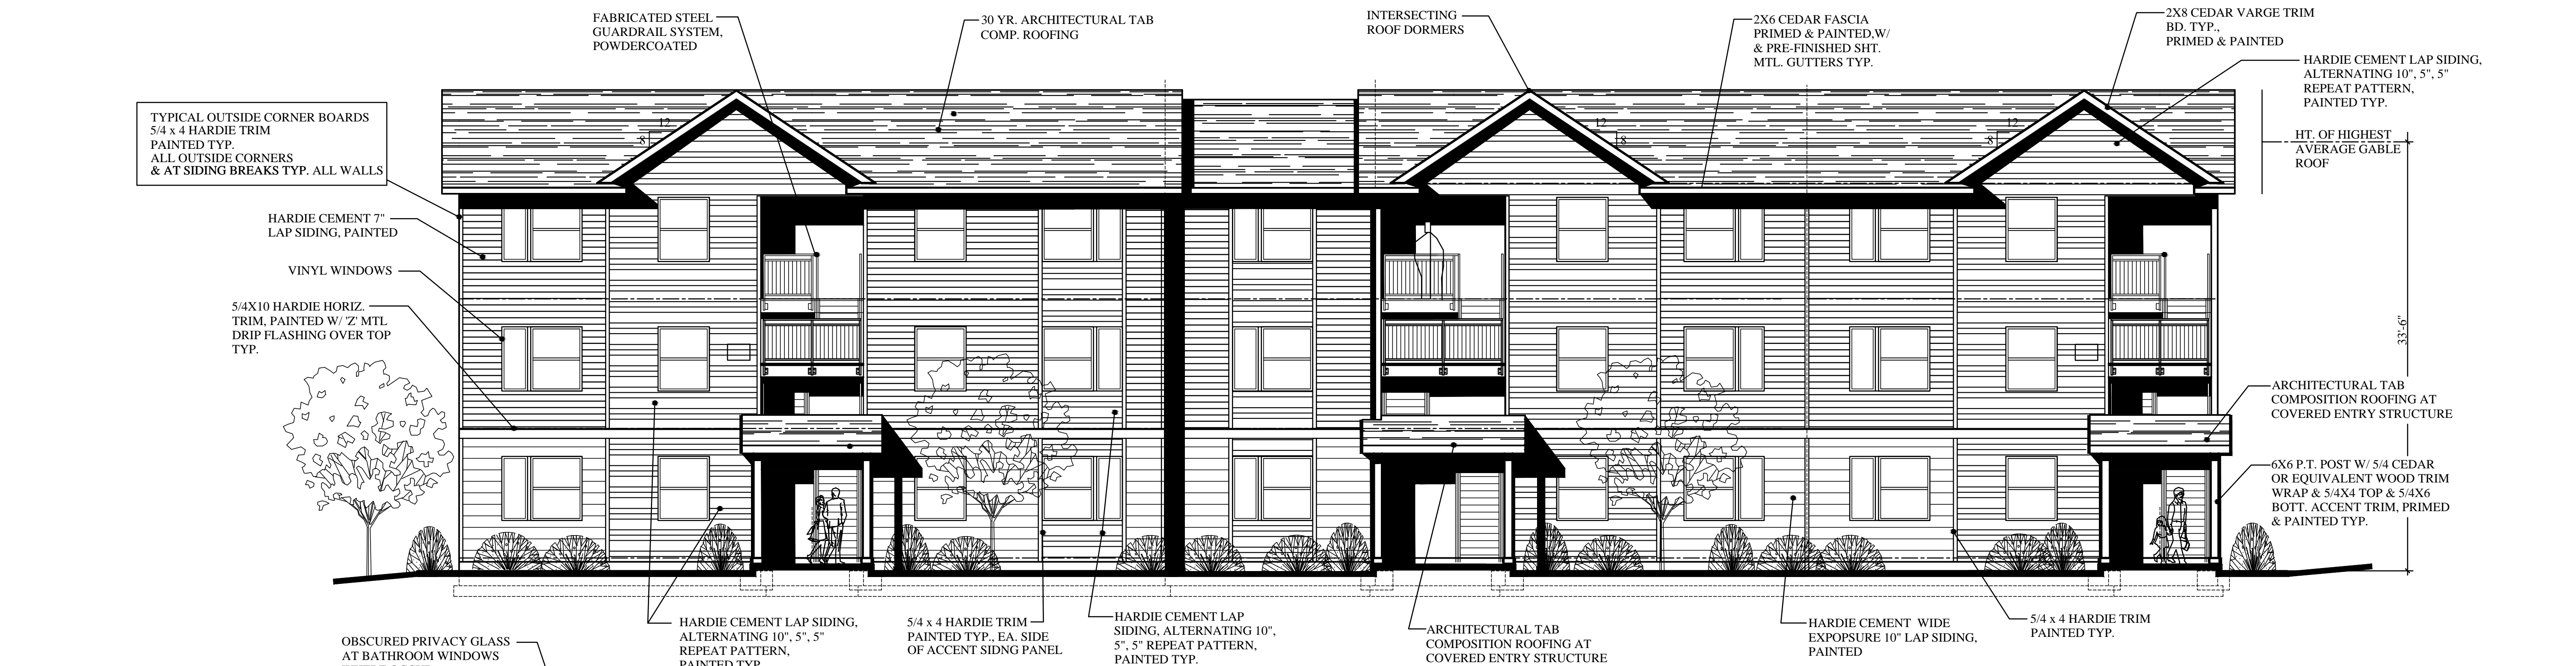 FABRICATED STEEL
GUARDRAIL SYSTEM,
POWDERCOATED
30 YR. ARCHITECTURAL TAB
COMP. ROOFING
INTERSECTING
ROOF DORMERS
2X6 CEDAR FASCIA
PRIMED & PAINTED,W/
& PRE-FINISHED SHT.
MTL. GUTTERS TYP.
2X8 CEDAR VARGE TRIM
BD. TYP.,
PRIMED & PAINTED
HARDIE CEMENT LAP SIDING,
ALTERNATING 10", 5", 5"
REPEAT PATTERN,
PAINTED TYP.
TYPICAL OUTSIDE CORNER BOARDS
5/4 x 4 HARDIE TRIM
PAINTED TYP.
ALL OUTSIDE CORNERS
& AT SIDING BREAKS TYP. ALL WALLS
12
8
12
8
12
8
HT. OF HIGHEST
AVERAGE GABLE
ROOF
HARDIE CEMENT 7"
LAP SIDING, PAINTED
VINYL WINDOWS
5/4X10 HARDIE HORIZ.
TRIM, PAINTED W/ 'Z' MTL
DRIP FLASHING OVER TOP
TYP.
33'-6"
ARCHITECTURAL TAB
COMPOSITION ROOFING AT
COVERED ENTRY STRUCTURE
6X6 P.T. POST W/ 5/4 CEDAR
OR EQUIVALENT WOOD TRIM
WRAP & 5/4X4 TOP & 5/4X6
BOTT. ACCENT TRIM, PRIMED
& PAINTED TYP.
OBSCURED PRIVACY GLASS
AT BATHROOM WINDOWS
HARDIE CEMENT LAP SIDING,
ALTERNATING 10", 5", 5"
REPEAT PATTERN,
PAINTED TYP.
5/4 x 4 HARDIE TRIM
PAINTED TYP., EA. SIDE
OF ACCENT SIDNG PANEL
HARDIE CEMENT LAP
SIDING, ALTERNATING 10",
5", 5" REPEAT PATTERN,
PAINTED TYP.
ARCHITECTURAL TAB
COMPOSITION ROOFING AT
COVERED ENTRY STRUCTURE
HARDIE CEMENT WIDE
EXPOPSURE 10" LAP SIDING,
PAINTED
5/4 x 4 HARDIE TRIM
PAINTED TYP.